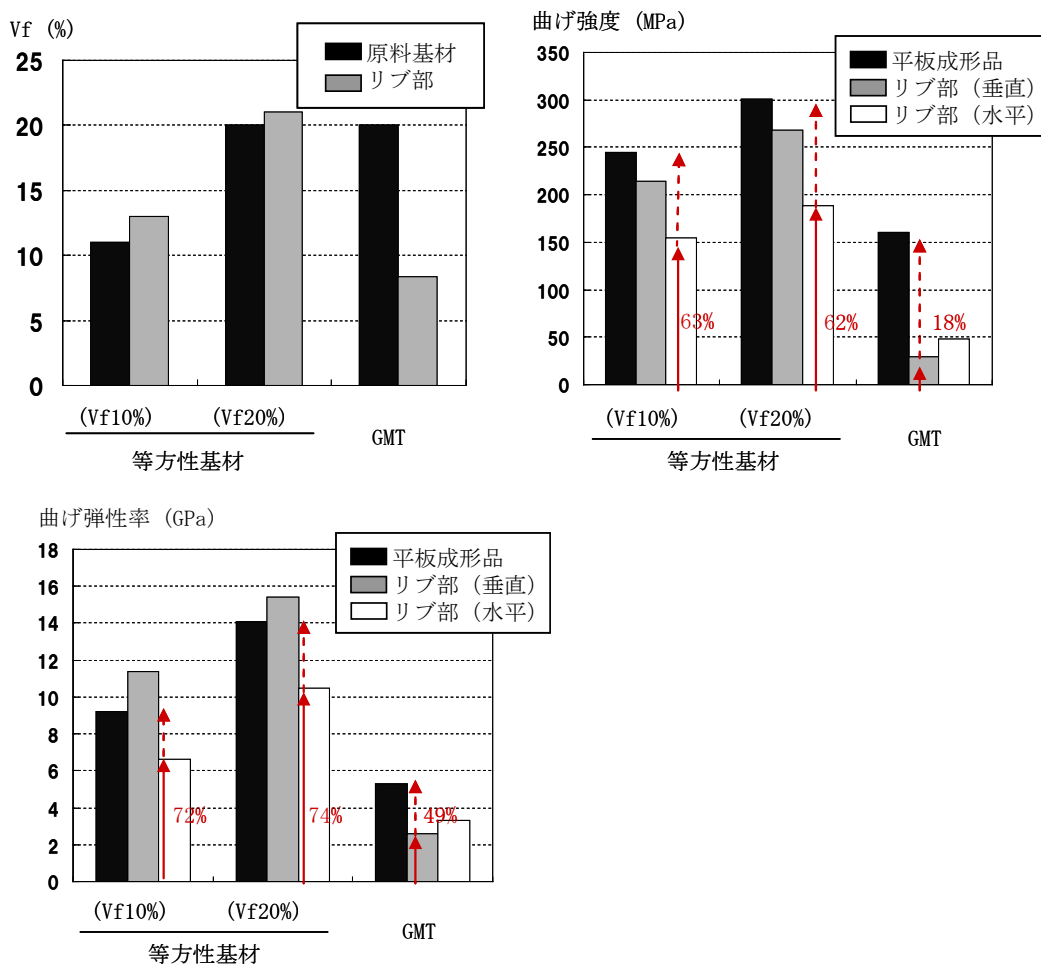 Vf (%)
原料基材
リブ部
25
20
15
10
5
0
(Vf10%) (Vf20%)
GMT
等方性基材
曲げ強度 (MPa)
平板成形品
リブ部 (垂直)
リブ部 (水平)
350
300
250
200
150
100
50
0
63%
62%
18%
(Vf10%) (Vf20%)
GMT
等方性基材
曲げ弾性率 (GPa)
平板成形品
リブ部 (垂直)
リブ部 (水平)
18
16
14
12
10
8
6
4
2
0
72%
74%
49%
(Vf10%) (Vf20%)
GMT
等方性基材